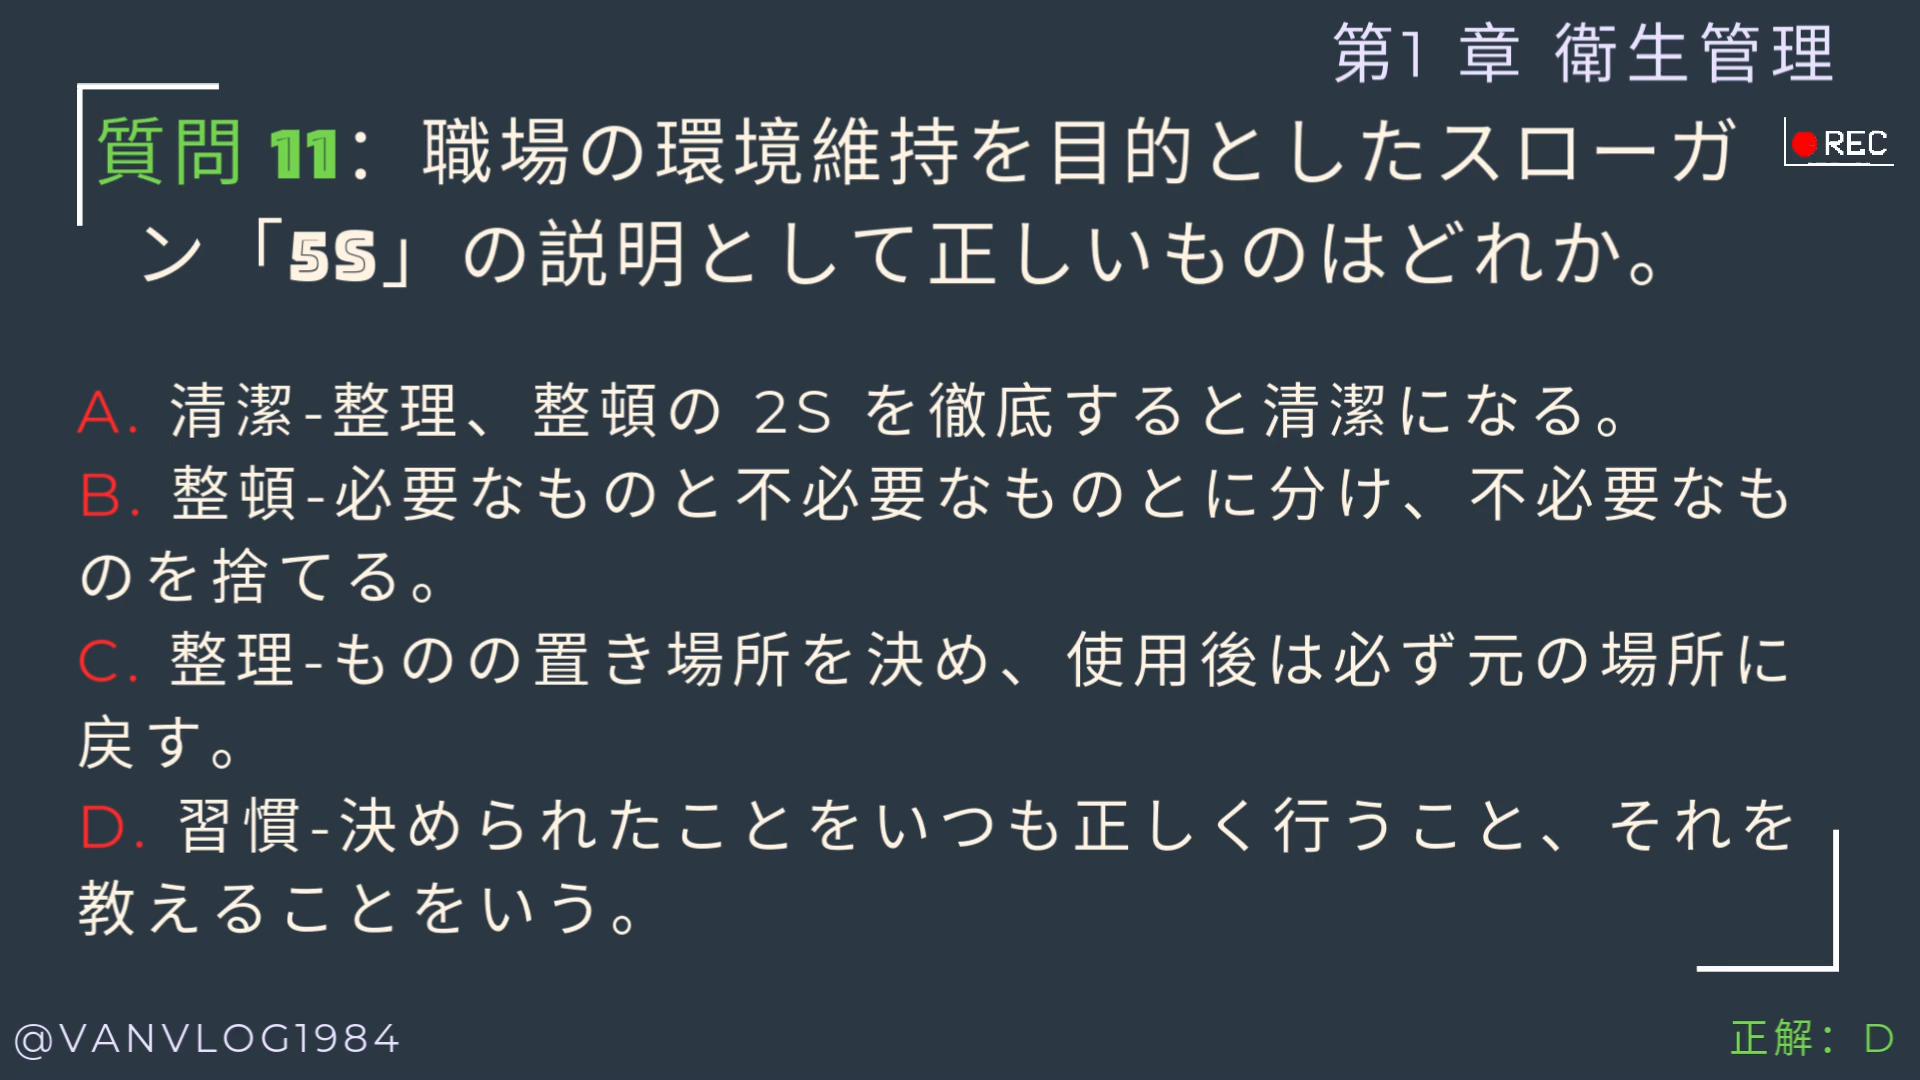 第1 章 衛生管理
質問 11：職場の環境維持を目的としたスローガ
REC
ン「5S」の説明として正しいものはどれか。
A. 清潔-整理、整頓の 2S を徹底すると清潔になる。
B. 整頓-必要なものと不必要なものとに分け、不必要なも
のを捨てる。
C. 整理-ものの置き場所を決め、使用後は必ず元の場所に
戻す。
D. 習慣-決められたことをいつも正しく行うこと、それを
教えることをいう。
@VANVLOG1984
正解：D